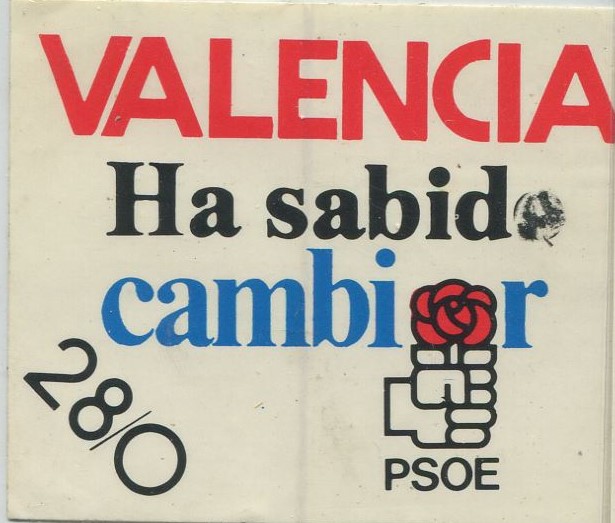 VALENCIA
Ha sabido
cambiar
28/O
PSOE